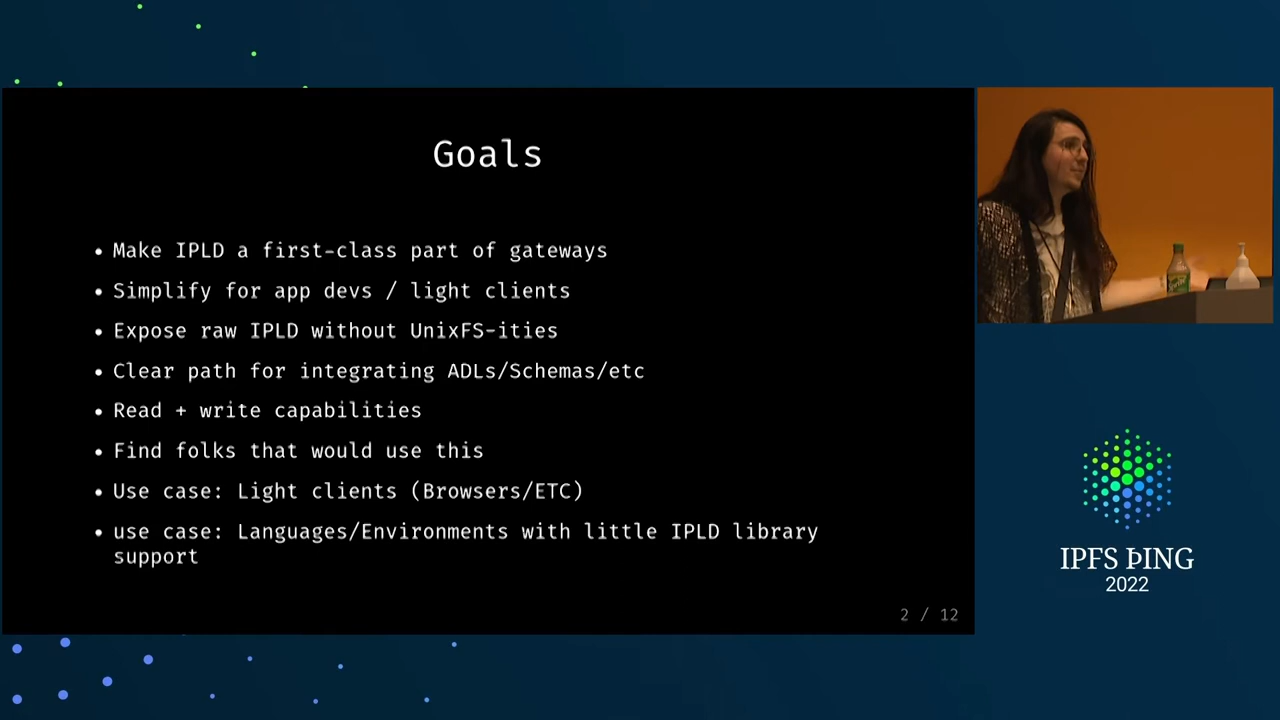 Goals
• Make IPLD a first-class part of gateways
• Simplify for app devs / light clients
• Expose raw IPLD without UnixFS-ities
• Clear path for integrating ADLs/Schemas/etc
• Read + write capabilities
• Find folks that would use this
• Use case: Light clients (Browsers/ETC)
• use case: Languages/Environments with little IPLD library
support
2 / 12
IPFS ÞING
2022